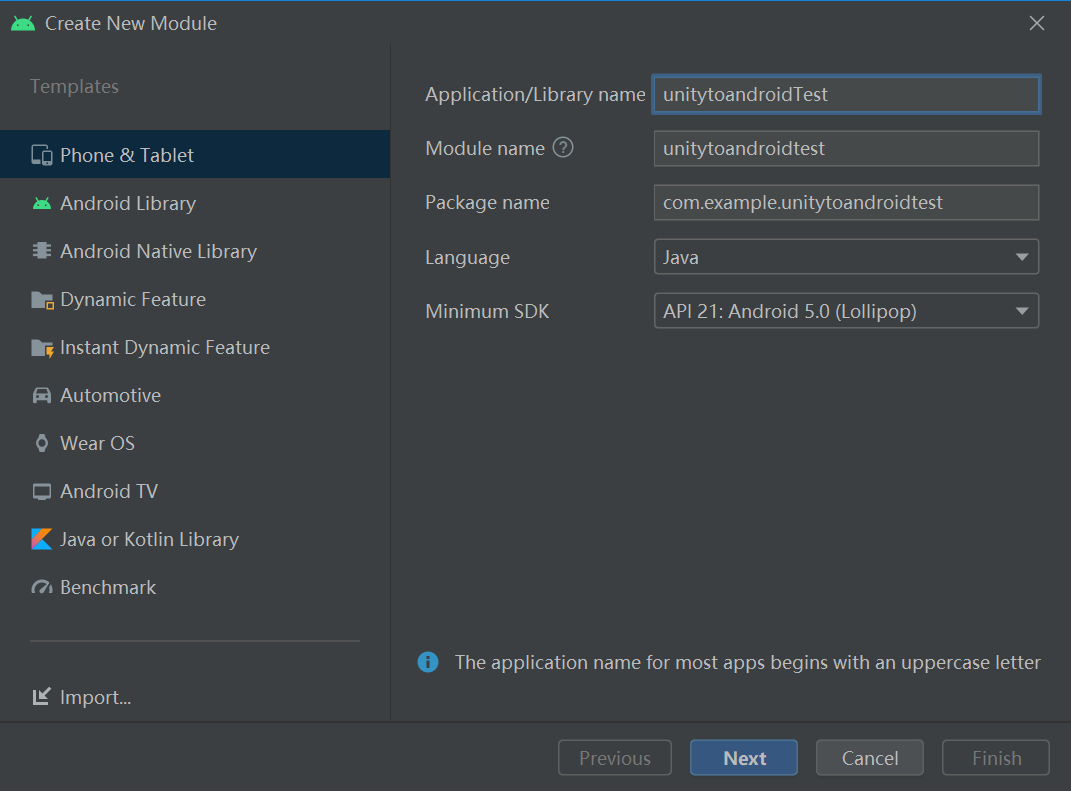 Create New Module
Templates
Phone & Tablet
Android Library
Android Native Library
Dynamic Feature
Instant Dynamic Feature
Automotive
Wear OS
Android TV
Java or Kotlin Library
Benchmark
Import...
Application/Library name unitytoandroidTest
Module name ? unitytoandroidtest
Package name com.example.unitytoandroidtest
Language Java
Minimum SDK API 21: Android 5.0 (Lollipop)
The application name for most apps begins with an uppercase letter
Previous Next Cancel Finish